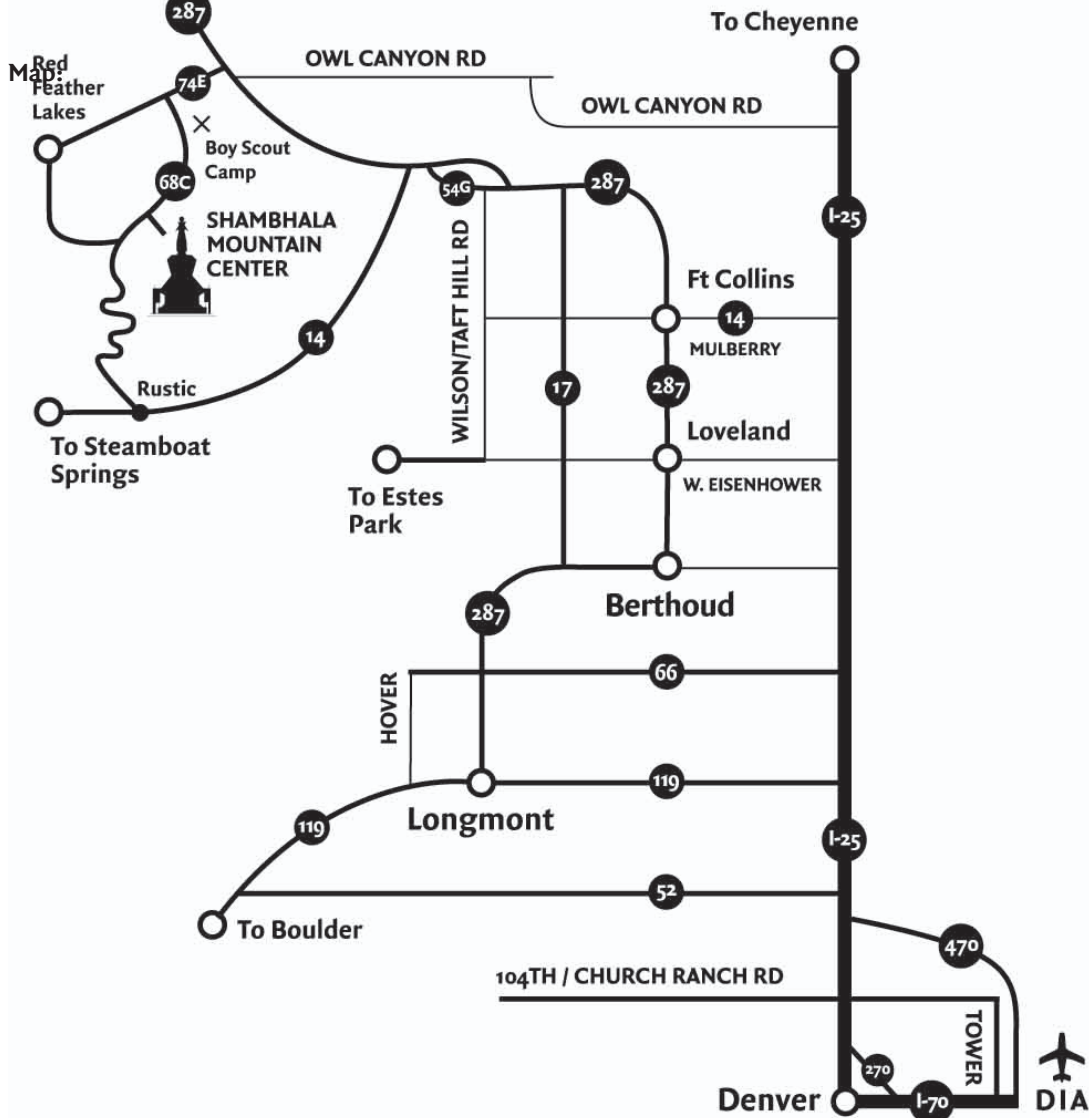 287
To Cheyenne
Map:
Red
Feather
Lakes
74E
OWL CANYON RD
OWL CANYON RD
Boy Scout
Camp
68C
54G
287
I-25
SHAMBHALA
MOUNTAIN
CENTER
WILSON/TAFT HILL RD
Ft Collins
14
14
MULBERRY
Rustic
17
287
To Steamboat
Springs
Loveland
W. EISENHOWER
To Estes
Park
287
Berthoud
HOVER
66
119
Longmont
119
I-25
52
To Boulder
470
104TH / CHURCH RANCH RD
TOWER
270
Denver
I-70
DIA